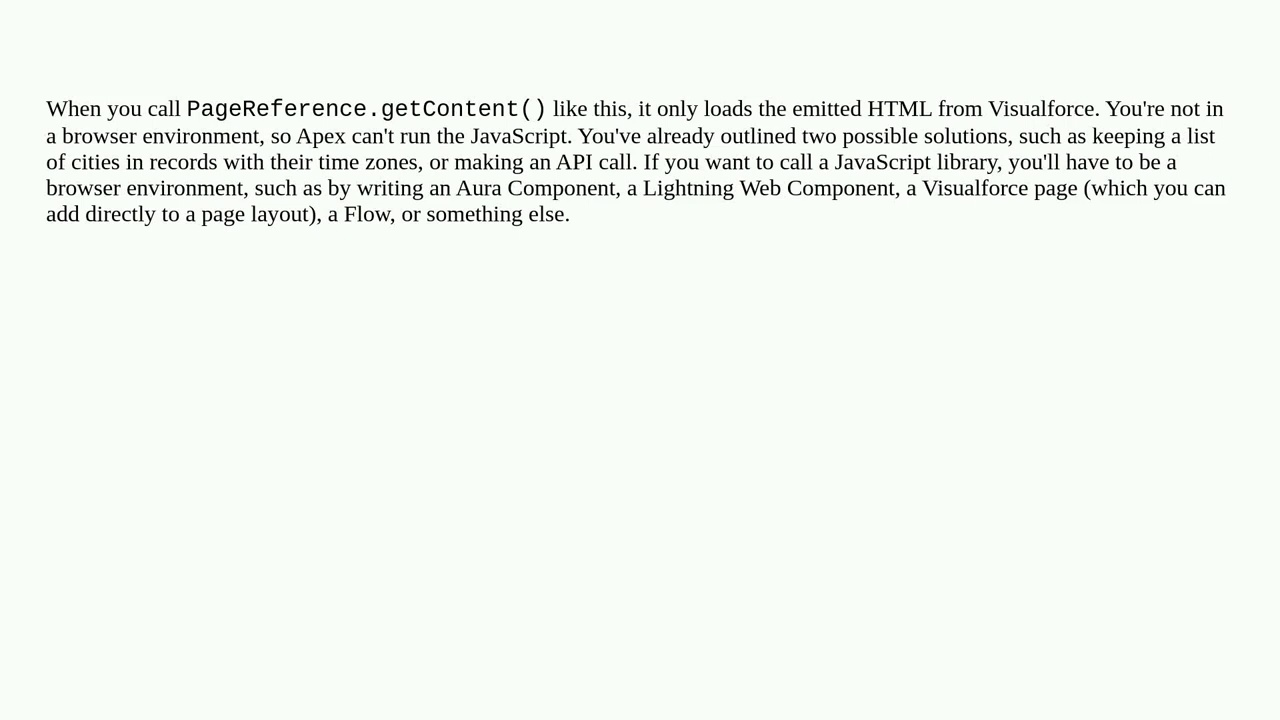 When you call PageReference.getContent() like this, it only loads the emitted HTML from Visualforce. You're not in
a browser environment, so Apex can't run the JavaScript. You've already outlined two possible solutions, such as keeping a list
of cities in records with their time zones, or making an API call. If you want to call a JavaScript library, you'll have to be a
browser environment, such as by writing an Aura Component, a Lightning Web Component, a Visualforce page (which you can
add directly to a page layout), a Flow, or something else.